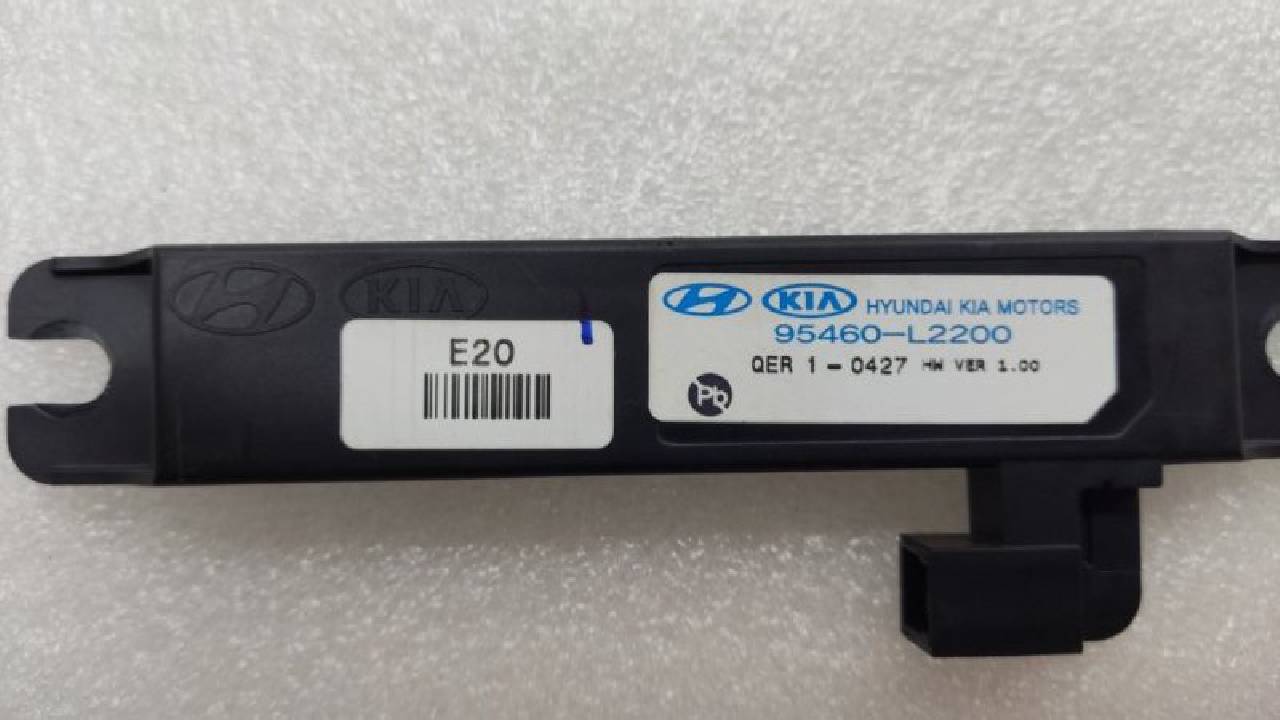 KIA
E20
KIA HYUNDAI KIA MOTORS
95460-L2200
QER 1 - 0427 HW VER 1.00
Pb